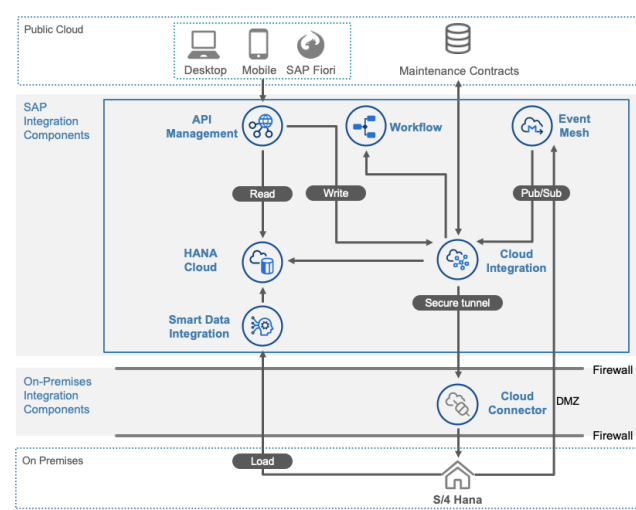 Public Cloud
Desktop
Mobile
SAP Fiori
Maintenance Contracts
SAP
Integration
Components
API
Management
Workflow
Event
Mesh
Read
Write
Pub/Sub
HANA
Cloud
Cloud
Integration
Secure tunnel
Smart Data
Integration
Firewall
On-Premises
Integration
Components
Cloud
Connector
DMZ
Firewall
On Premises
Load
S/4 Hana